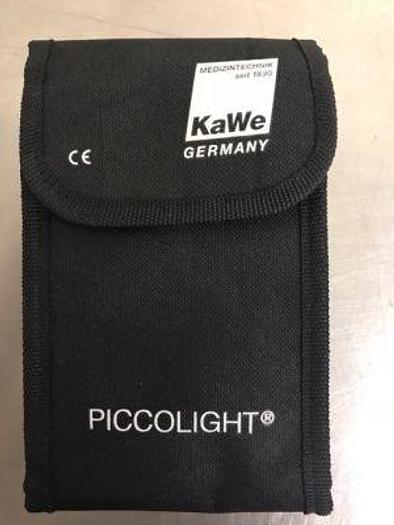 MEDIZINTECHNIK
seit 1890
KaWe
GERMANY
CE
PICCOLIGHT®